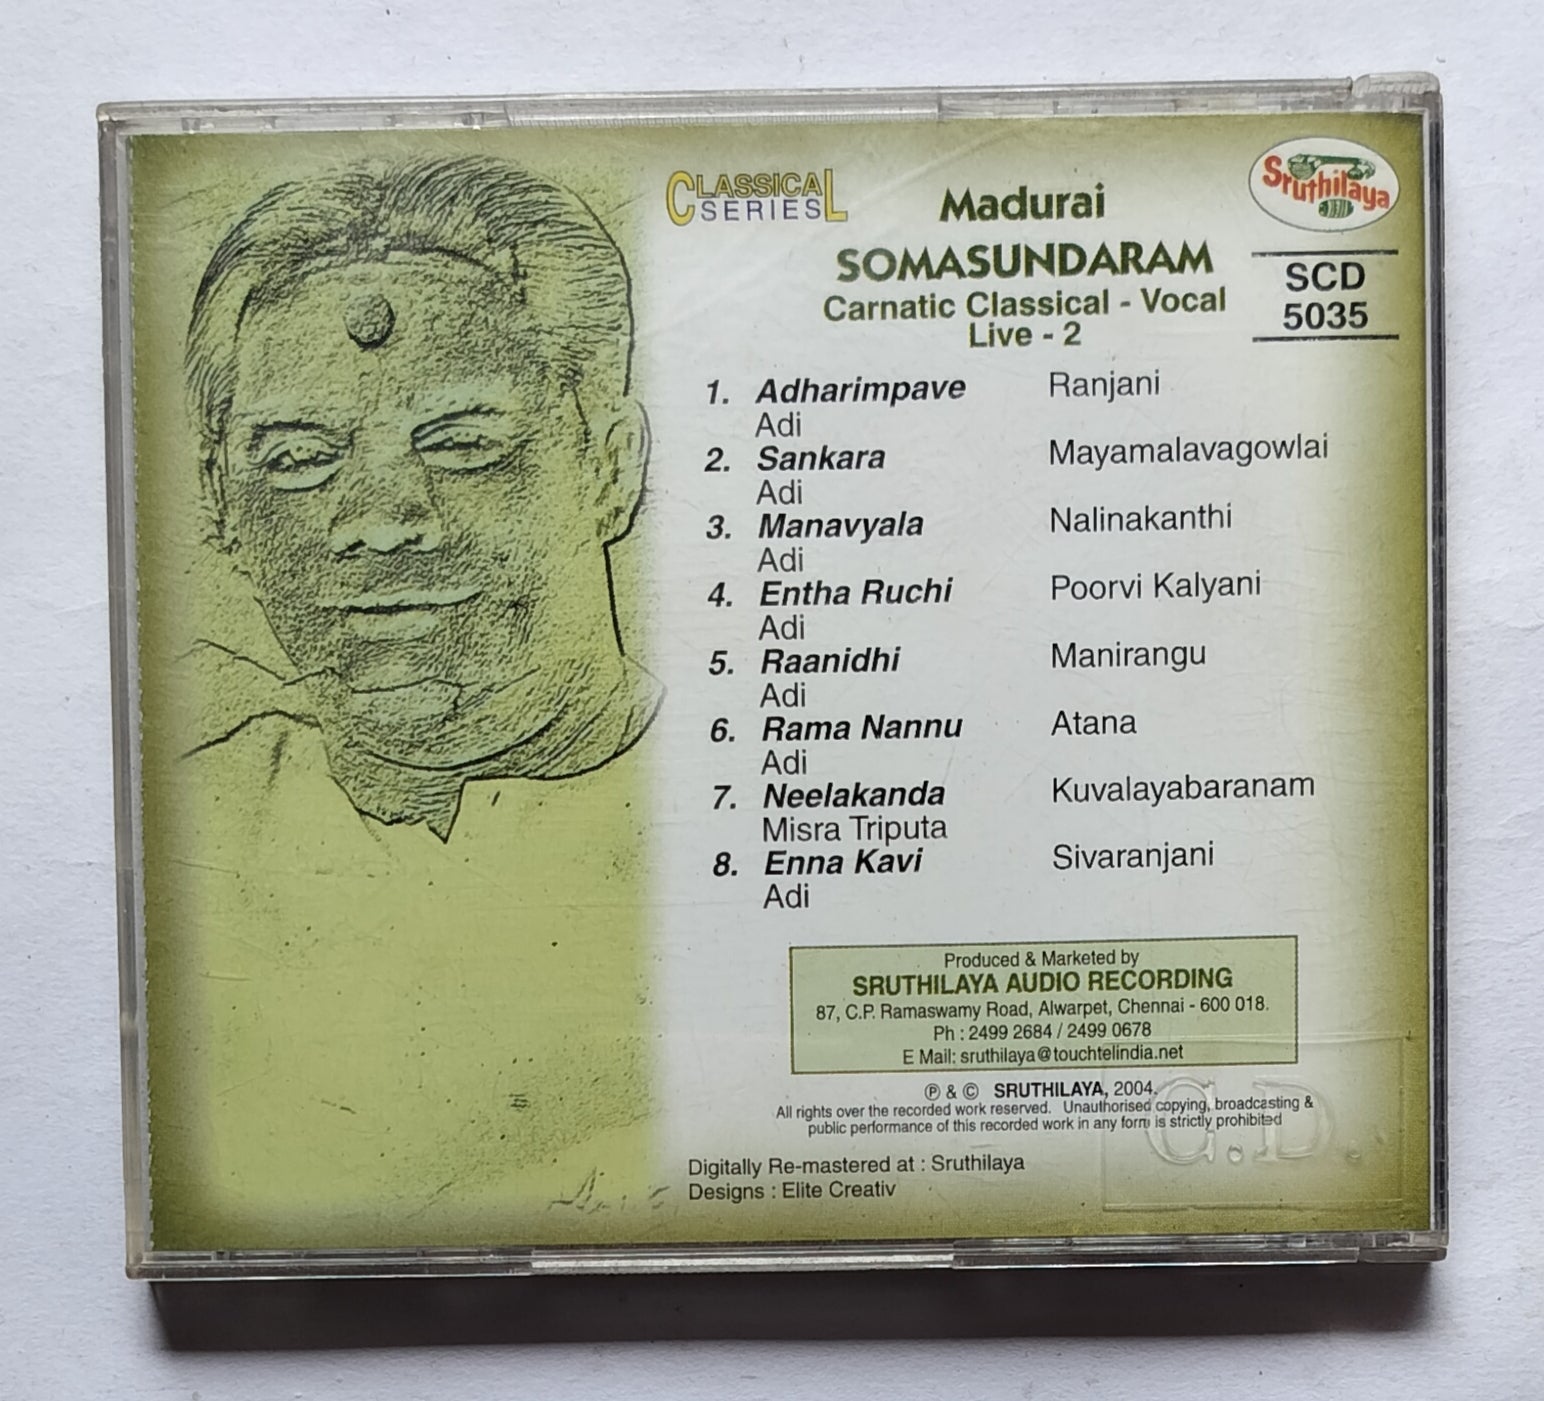 CLASSICAL
SERIES
Madurai
SOMASUNDARAM
Carnatic Classical - Vocal
Live - 2
Sruthilaya
SCD
5035
1. Adharimpave Ranjani
Adi
2. Sankara Mayamalavagowlai
Adi
3. Manavyala Nalinakanthi
Adi
4. Entha Ruchi Poorvi Kalyani
Adi
5. Raanidhi Manirangu
Adi
6. Rama Nannu Atana
Adi
7. Neelakanda Kuvalayabaranam
Misra Triputa
8. Enna Kavi Sivaranjani
Adi
Produced & Marketed by
SRUTHILAYA AUDIO RECORDING
87, C.P. Ramaswamy Road, Alwarpet, Chennai - 600 018.
Ph : 2499 2684 / 2499 0678
E Mail: sruthilaya@touchtelindia.net
℗ & © SRUTHILAYA, 2004.
All rights over the recorded work reserved. Unauthorised copying, broadcasting &
public performance of this recorded work in any form is strictly prohibited
C.D.
Digitally Re-mastered at : Sruthilaya
Designs : Elite Creativ